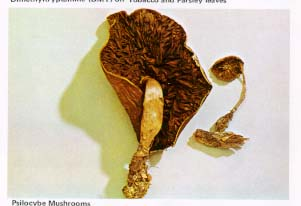 Dimethyltryptamine (DMT) on Tobacco and Parsley leaves
Psilocybe Mushrooms